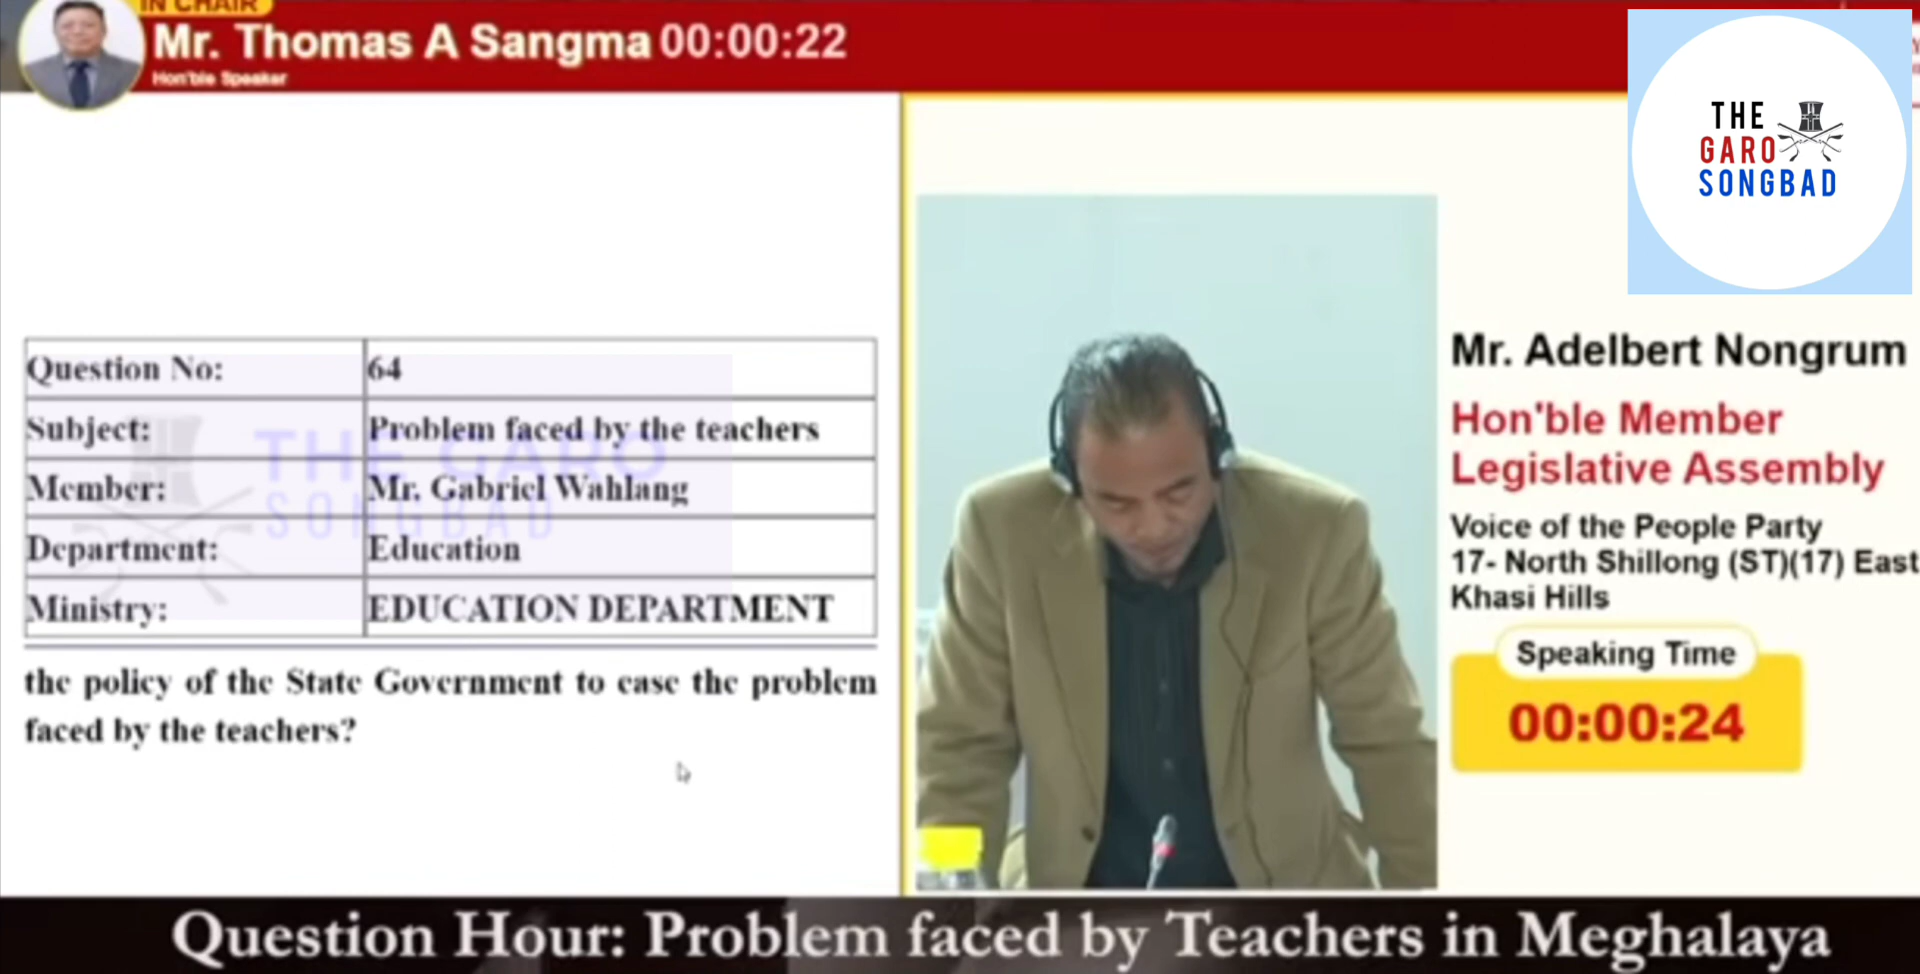 IN CHAIR
Mr. Thomas A Sangma 00:00:22
Hon'ble Speaker
THE
GARO
SONGBAD
Question No: 64
Subject: Problem faced by the teachers
Member: Mr. Gabriel Wahlang
Department: Education
Ministry: EDUCATION DEPARTMENT
THE GARO
SONGBAD
the policy of the State Government to ease the problem
faced by the teachers?
Mr. Adelbert Nongrum
Hon'ble Member
Legislative Assembly
Voice of the People Party
17- North Shillong (ST)(17) East
Khasi Hills
Speaking Time
00:00:24
Question Hour: Problem faced by Teachers in Meghalaya